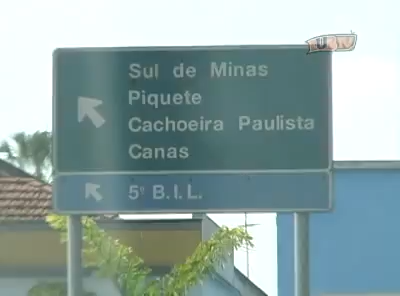 Sul de Minas
Piquete
Cachoeira Paulista
Canas
5º B.I.L.